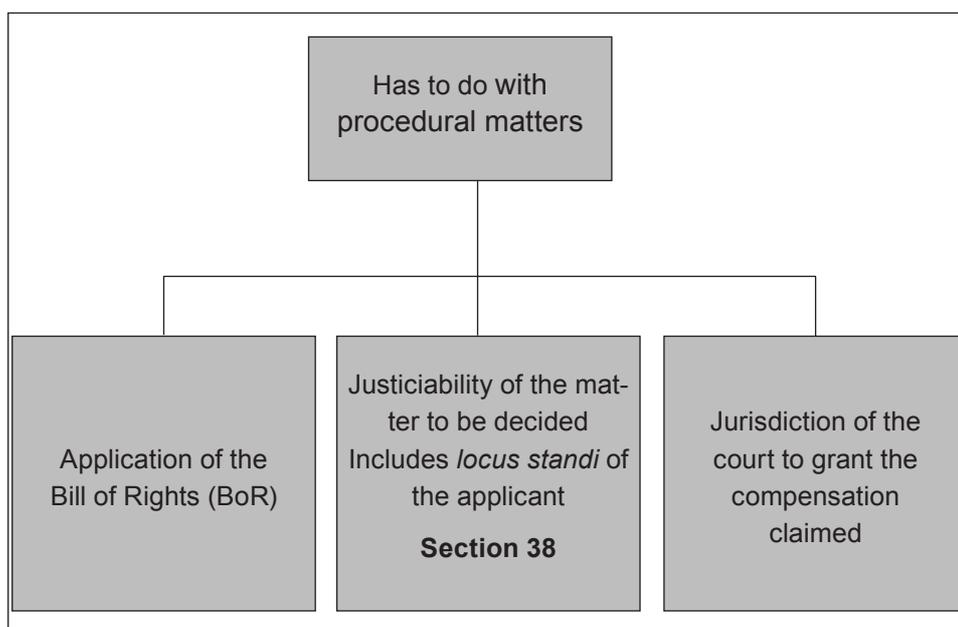 Has to do with
procedural matters
Application of the
Bill of Rights (BoR)
Justiciability of the mat-
ter to be decided
Includes locus standi of
the applicant
Section 38
Jurisdiction of the
court to grant the
compensation
claimed